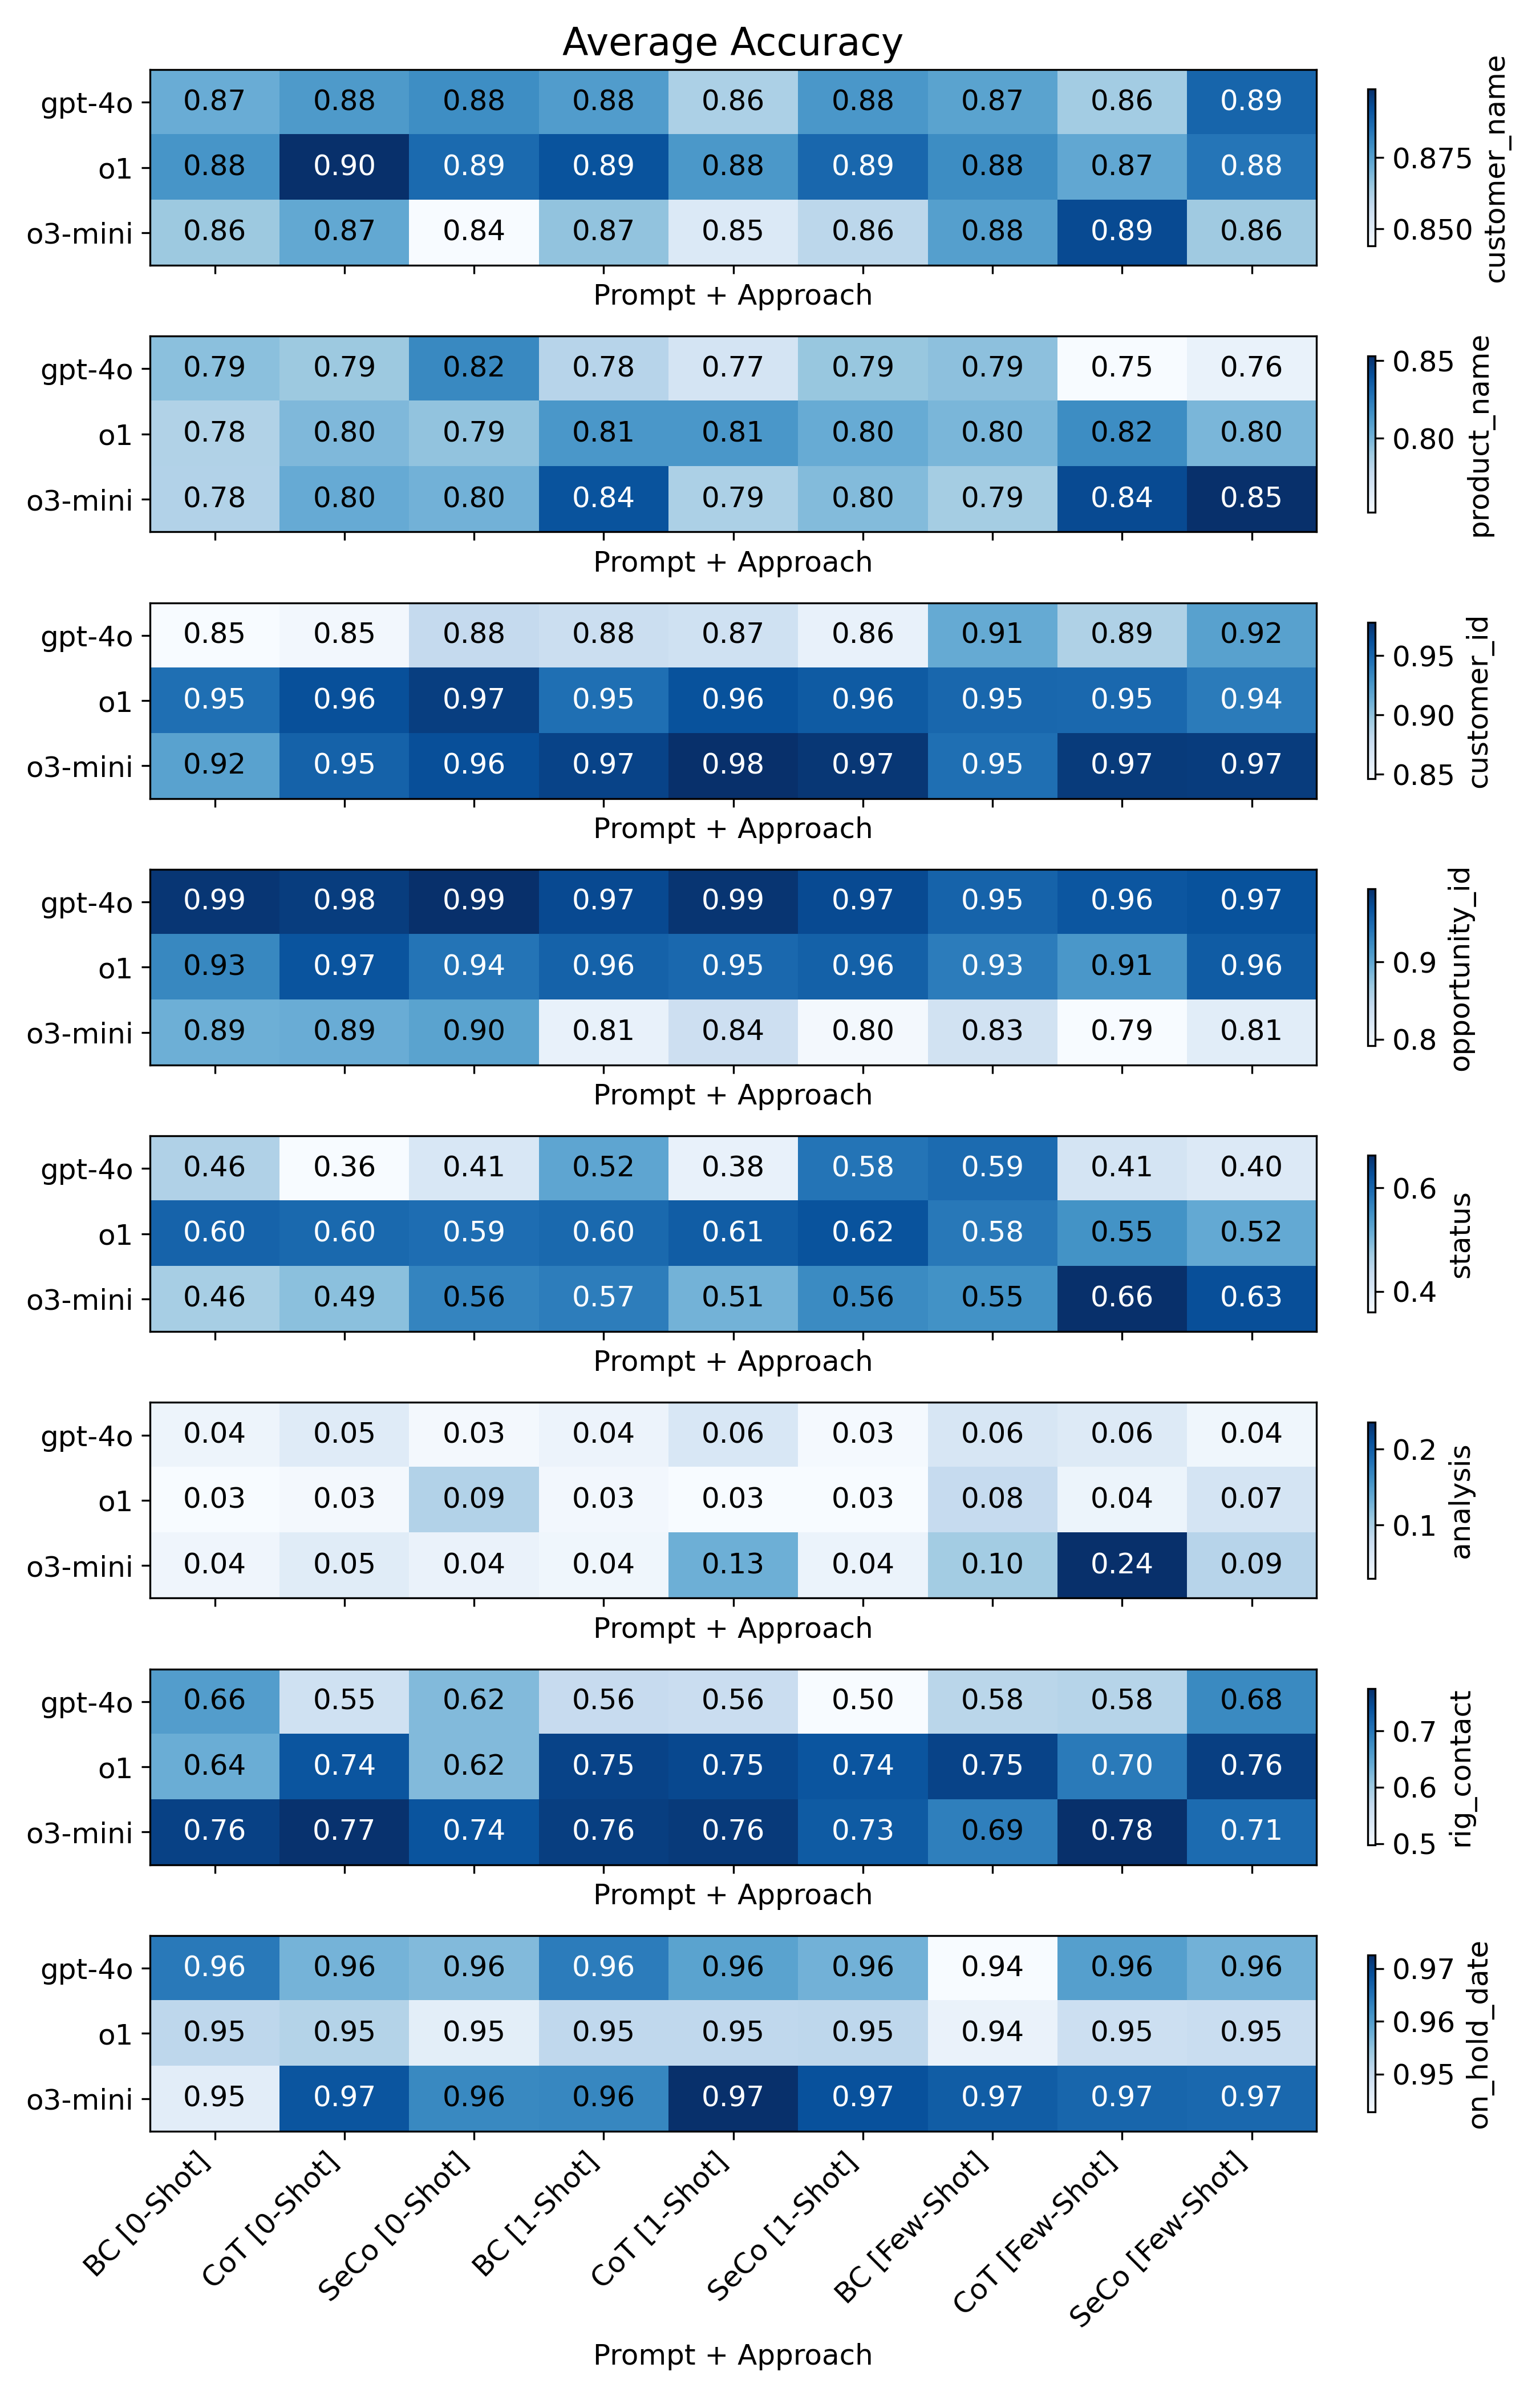 Average Accuracy
gpt-4o 0.87 0.88 0.88 0.88 0.86 0.88 0.87 0.86 0.89
o1 0.88 0.90 0.89 0.89 0.88 0.89 0.88 0.87 0.88
o3-mini 0.86 0.87 0.84 0.87 0.85 0.86 0.88 0.89 0.86
Prompt + Approach
0.875
0.850
customer_name
gpt-4o 0.79 0.79 0.82 0.78 0.77 0.79 0.79 0.75 0.76
o1 0.78 0.80 0.79 0.81 0.81 0.80 0.80 0.82 0.80
o3-mini 0.78 0.80 0.80 0.84 0.79 0.80 0.79 0.84 0.85
Prompt + Approach
0.85
0.80
product_name
gpt-4o 0.85 0.85 0.88 0.88 0.87 0.86 0.91 0.89 0.92
o1 0.95 0.96 0.97 0.95 0.96 0.96 0.95 0.95 0.94
o3-mini 0.92 0.95 0.96 0.97 0.98 0.97 0.95 0.97 0.97
Prompt + Approach
0.95
0.90
0.85
customer_id
gpt-4o 0.99 0.98 0.99 0.97 0.99 0.97 0.95 0.96 0.97
o1 0.93 0.97 0.94 0.96 0.95 0.96 0.93 0.91 0.96
o3-mini 0.89 0.89 0.90 0.81 0.84 0.80 0.83 0.79 0.81
Prompt + Approach
0.9
0.8
opportunity_id
gpt-4o 0.46 0.36 0.41 0.52 0.38 0.58 0.59 0.41 0.40
o1 0.60 0.60 0.59 0.60 0.61 0.62 0.58 0.55 0.52
o3-mini 0.46 0.49 0.56 0.57 0.51 0.56 0.55 0.66 0.63
Prompt + Approach
0.6
0.4
status
gpt-4o 0.04 0.05 0.03 0.04 0.06 0.03 0.06 0.06 0.04
o1 0.03 0.03 0.09 0.03 0.03 0.03 0.08 0.04 0.07
o3-mini 0.04 0.05 0.04 0.04 0.13 0.04 0.10 0.24 0.09
Prompt + Approach
0.2
0.1
analysis
gpt-4o 0.66 0.55 0.62 0.56 0.56 0.50 0.58 0.58 0.68
o1 0.64 0.74 0.62 0.75 0.75 0.74 0.75 0.70 0.76
o3-mini 0.76 0.77 0.74 0.76 0.76 0.73 0.69 0.78 0.71
Prompt + Approach
0.7
0.6
0.5
rig_contact
gpt-4o 0.96 0.96 0.96 0.96 0.96 0.96 0.94 0.96 0.96
o1 0.95 0.95 0.95 0.95 0.95 0.95 0.94 0.95 0.95
o3-mini 0.95 0.97 0.96 0.96 0.97 0.97 0.97 0.97 0.97
0.97
0.96
0.95
on_hold_date
BC [0-Shot]
CoT [0-Shot]
SeCo [0-Shot]
BC [1-Shot]
CoT [1-Shot]
SeCo [1-Shot]
BC [Few-Shot]
CoT [Few-Shot]
SeCo [Few-Shot]
Prompt + Approach